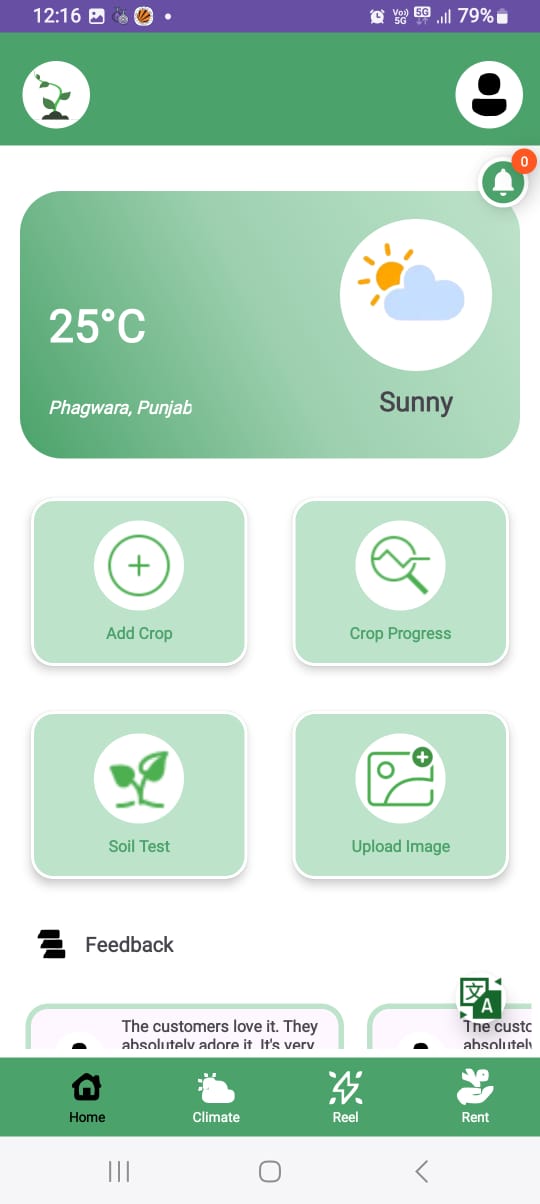 12:16
Vo)) 5G
5G
79%
0
25°C
Phagwara, Punjab
Sunny
Add Crop
Crop Progress
Soil Test
Upload Image
Feedback
文
A
The customers love it. They
absolutely adore it. It's very
The custo
absolutely
Home
Climate
Reel
Rent